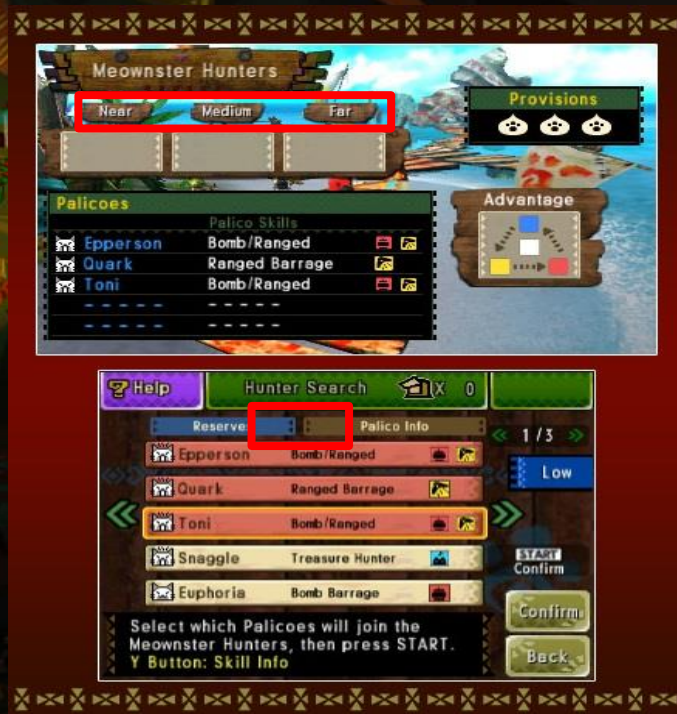 Meownster Hunters
Near Medium Far
Provisions
Palicoes
Palico Skills
Epperson Bomb/Ranged
Quark Ranged Barrage
Toni Bomb/Ranged
- - - - - - - - - -
- - - - - - - - - -
Advantage
Help Hunter Search X 0
Reserve Palico Info 1/3
Epperson Bomb/Ranged
Low
Quark Ranged Barrage
Toni Bomb/Ranged
Snaggle Treasure Hunter
START
Confirm
Euphoria Bomb Barrage
Confirm
Select which Palicoes will join the
Meownster Hunters, then press START.
Y Button: Skill Info
Back